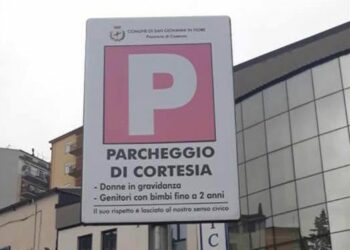 COMUNE DI SAN GIOVANNI IN FIORE
Provincia di Cosenza
P
PARCHEGGIO
DI CORTESIA
- Donne in gravidanza
- Genitori con bimbi fino a 2 anni
Il suo rispetto è lasciato al nostro senso civico